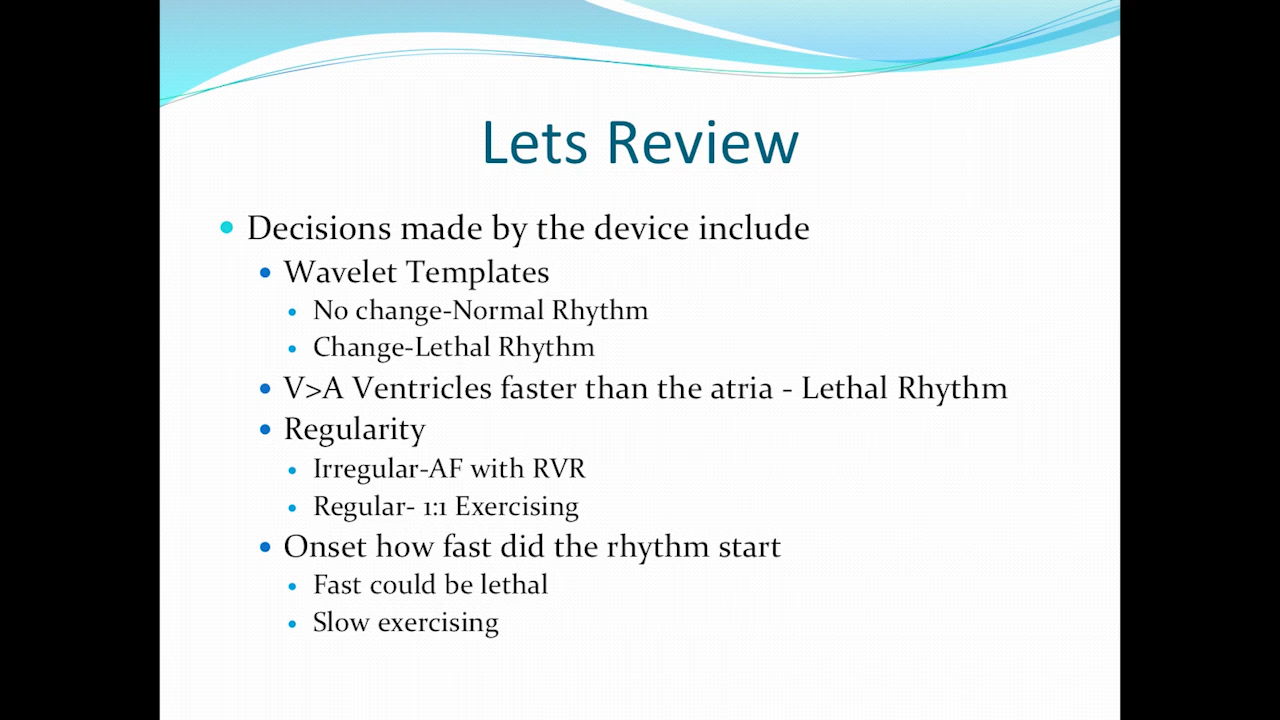 Lets Review
Decisions made by the device include
Wavelet Templates
No change-Normal Rhythm
Change-Lethal Rhythm
V>A Ventricles faster than the atria - Lethal Rhythm
Regularity
Irregular-AF with RVR
Regular- 1:1 Exercising
Onset how fast did the rhythm start
Fast could be lethal
Slow exercising